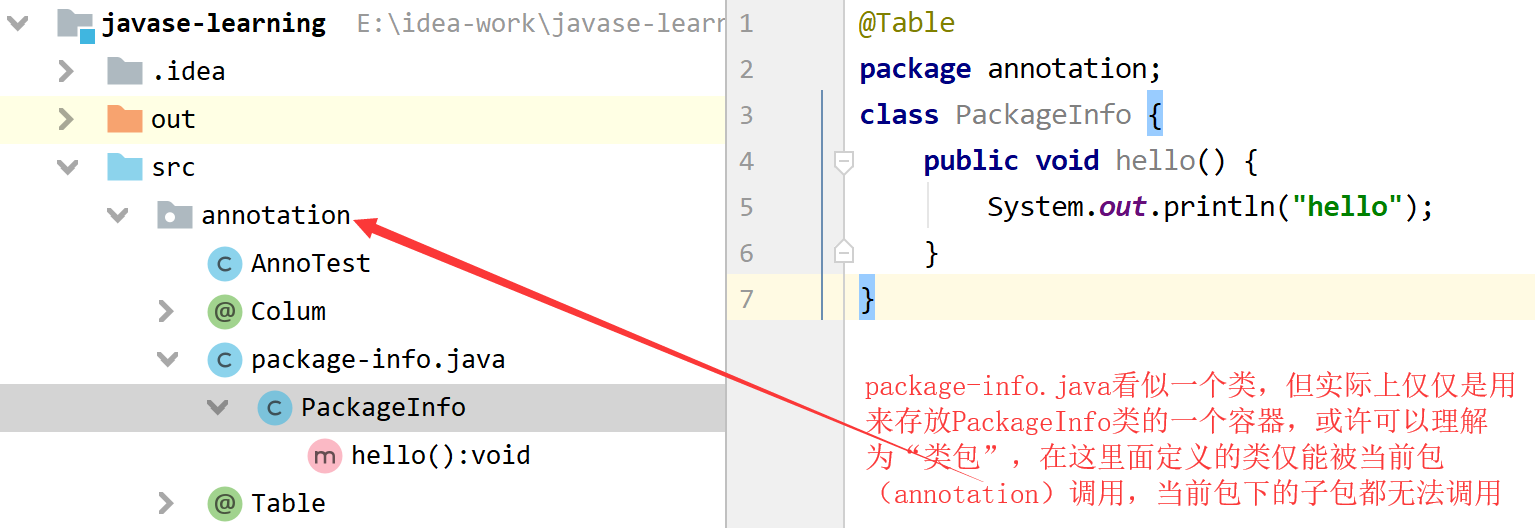 javase-learning E:\idea-work\javase-learn
.idea
out
src
annotation
AnnoTest
Colum
package-info.java
PackageInfo
hello():void
Table
1 @Table
2 package annotation;
3 class PackageInfo {
4 public void hello() {
5 System.out.println("hello");
6 }
7 }
package-info.java看似一个类，但实际上仅仅是用
来存放PackageInfo类的一个容器，或许可以理解
为“类包”，在这里面定义的类仅能被当前包
（annotation）调用，当前包下的子包都无法调用